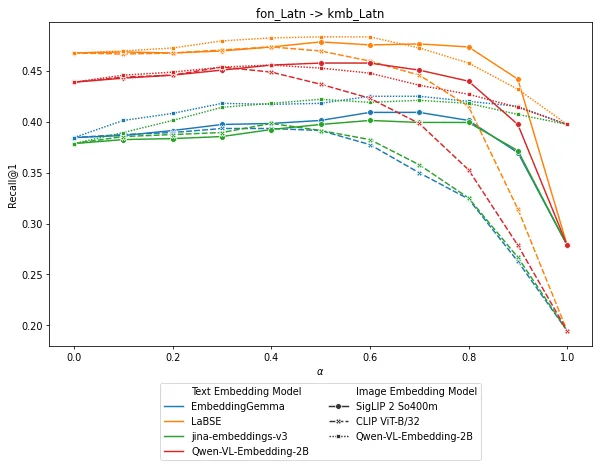 fon_Latn -> kmb_Latn
Recall@1
0.45
0.40
0.35
0.30
0.25
0.20
0.0 0.2 0.4 0.6 0.8 1.0
α
Text Embedding Model Image Embedding Model
EmbeddingGemma SigLIP 2 So400m
LaBSE CLIP ViT-B/32
jina-embeddings-v3 Qwen-VL-Embedding-2B
Qwen-VL-Embedding-2B